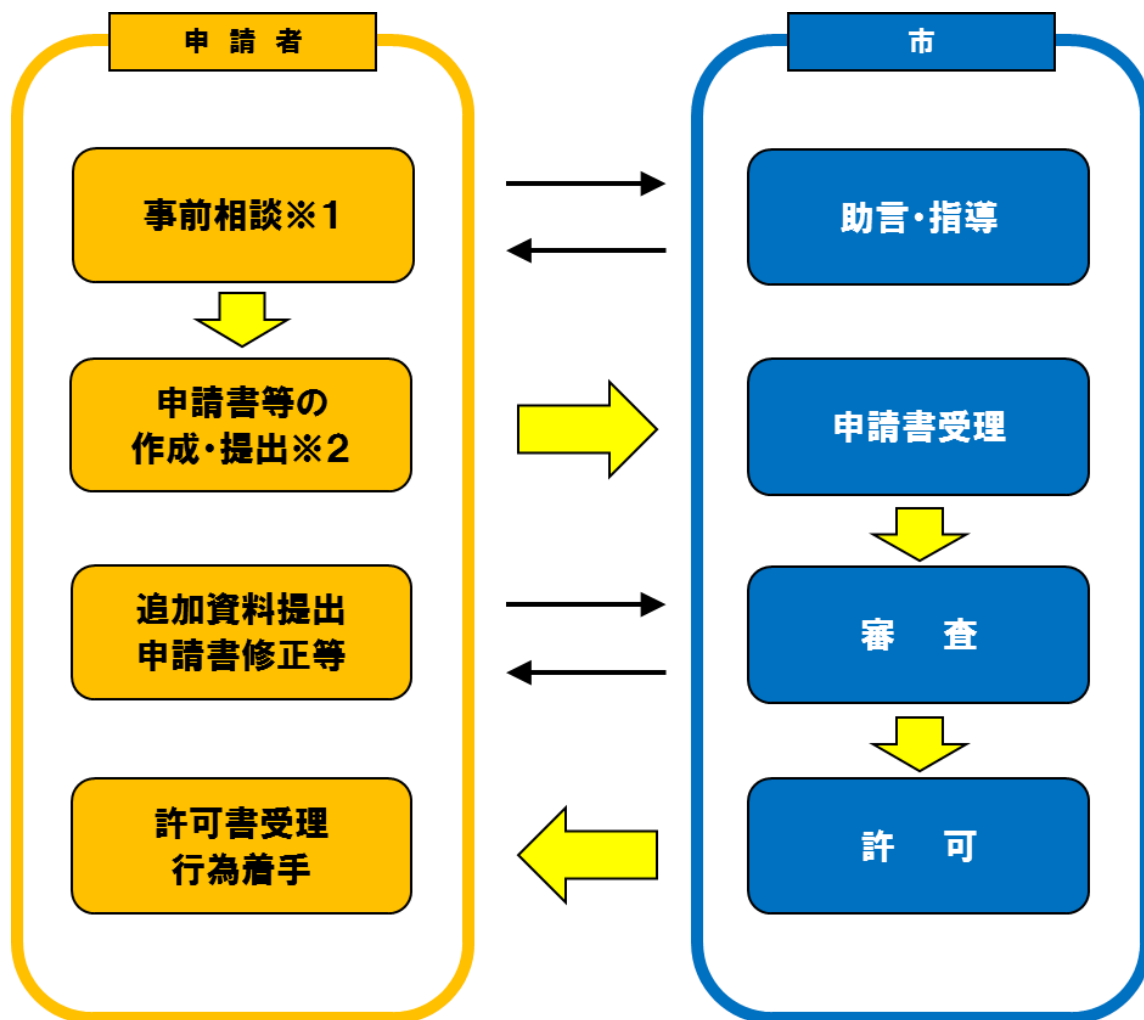 申請者
市
事前相談※1
助言・指導
申請書等の
作成・提出※2
申請書受理
追加資料提出
申請書修正等
審査
許可書受理
行為着手
許可